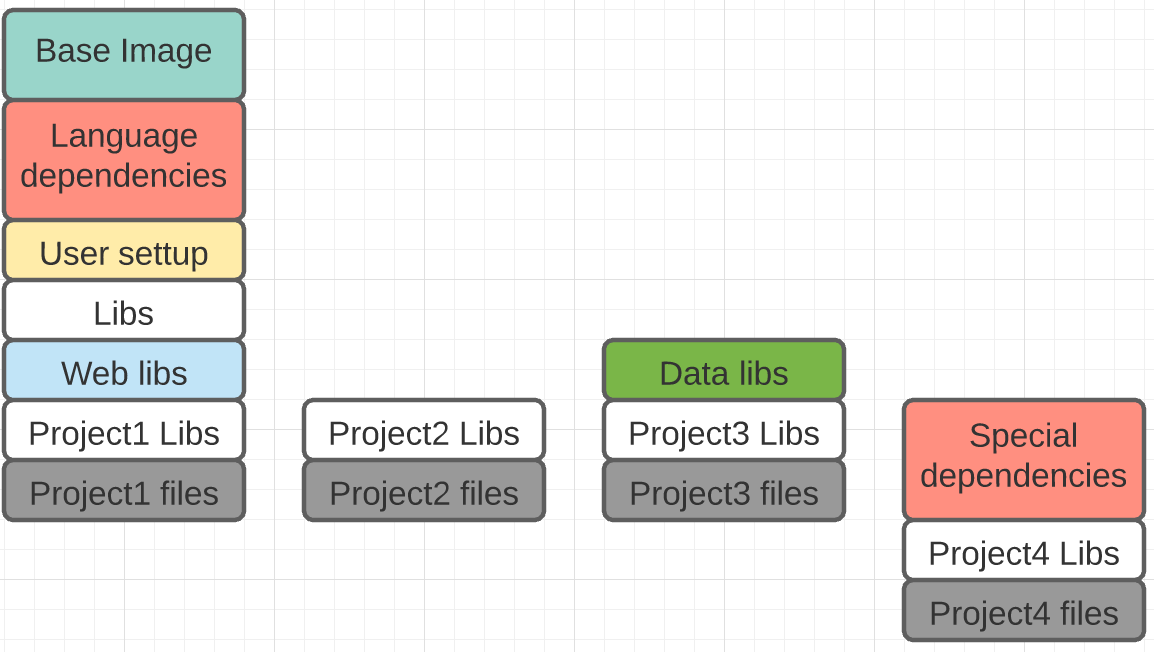 Base Image
Language
dependencies
User settup
Libs
Web libs
Project1 Libs
Project1 files
Project2 Libs
Project2 files
Data libs
Project3 Libs
Project3 files
Special
dependencies
Project4 Libs
Project4 files